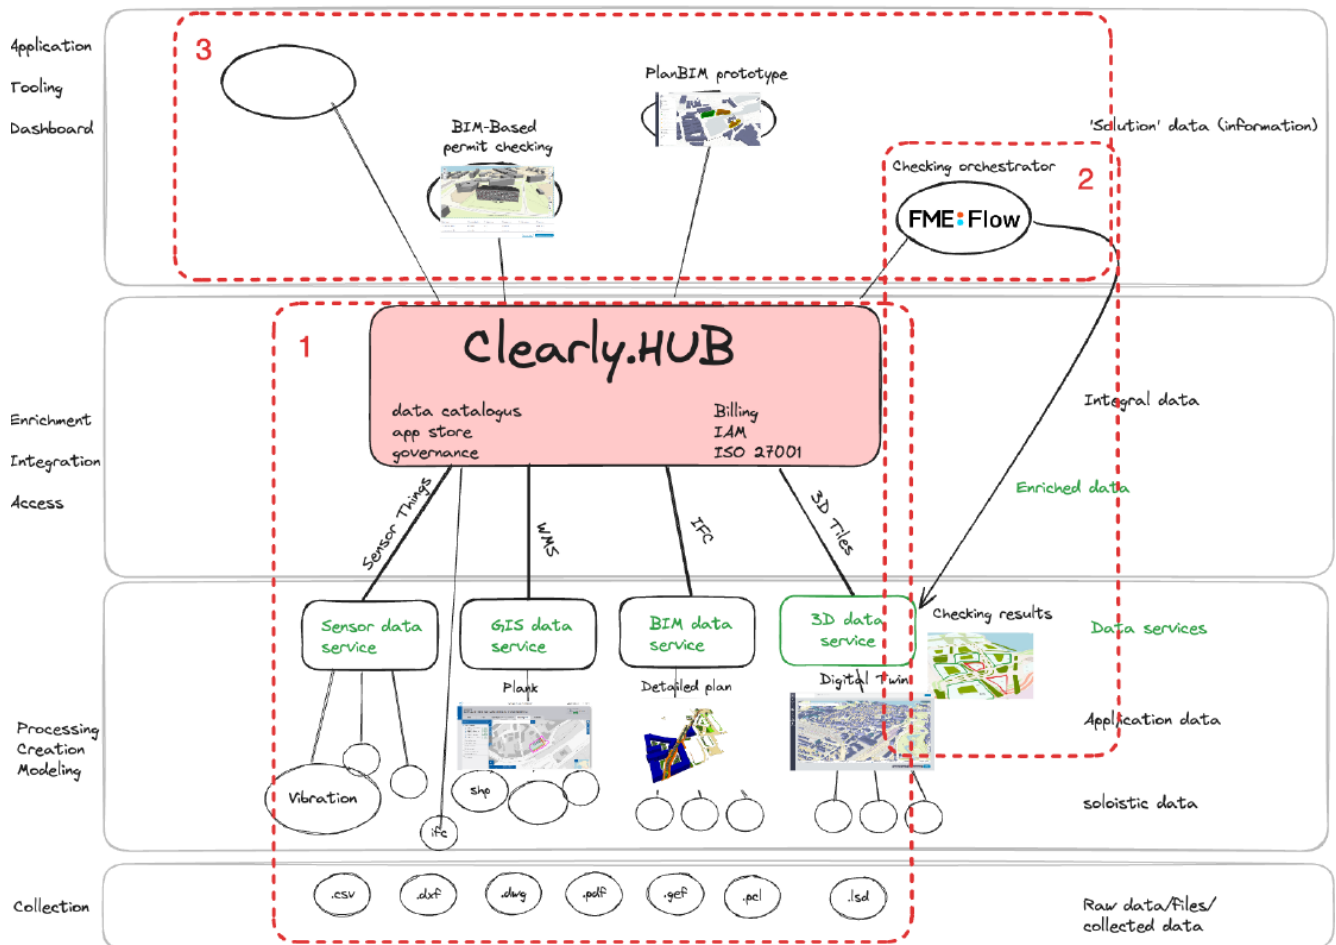 Application
Tooling
Dashboard
3
PlanBIM prototype
BIM-Based
permit checking
'Solution' data (information)
Checking orchestrator
2
FME:Flow
1
Clearly.HUB
data catalogus
app store
governance
Billing
IAM
ISO 27001
Enrichment
Integration
Access
Integral data
Enriched data
Sensor Things
WMS
IFC
3D Tiles
Sensor data
service
GIS data
service
BIM data
service
3D data
service
Checking results
Data services
Plank
Detailed plan
Digital Twin
Processing
Creation
Modeling
Application data
Vibration
shp
ifc
soloistic data
Collection
.csv
.dxf
.dwg
.pdf
.gef
.pcl
.lsd
Raw data/files/
collected data